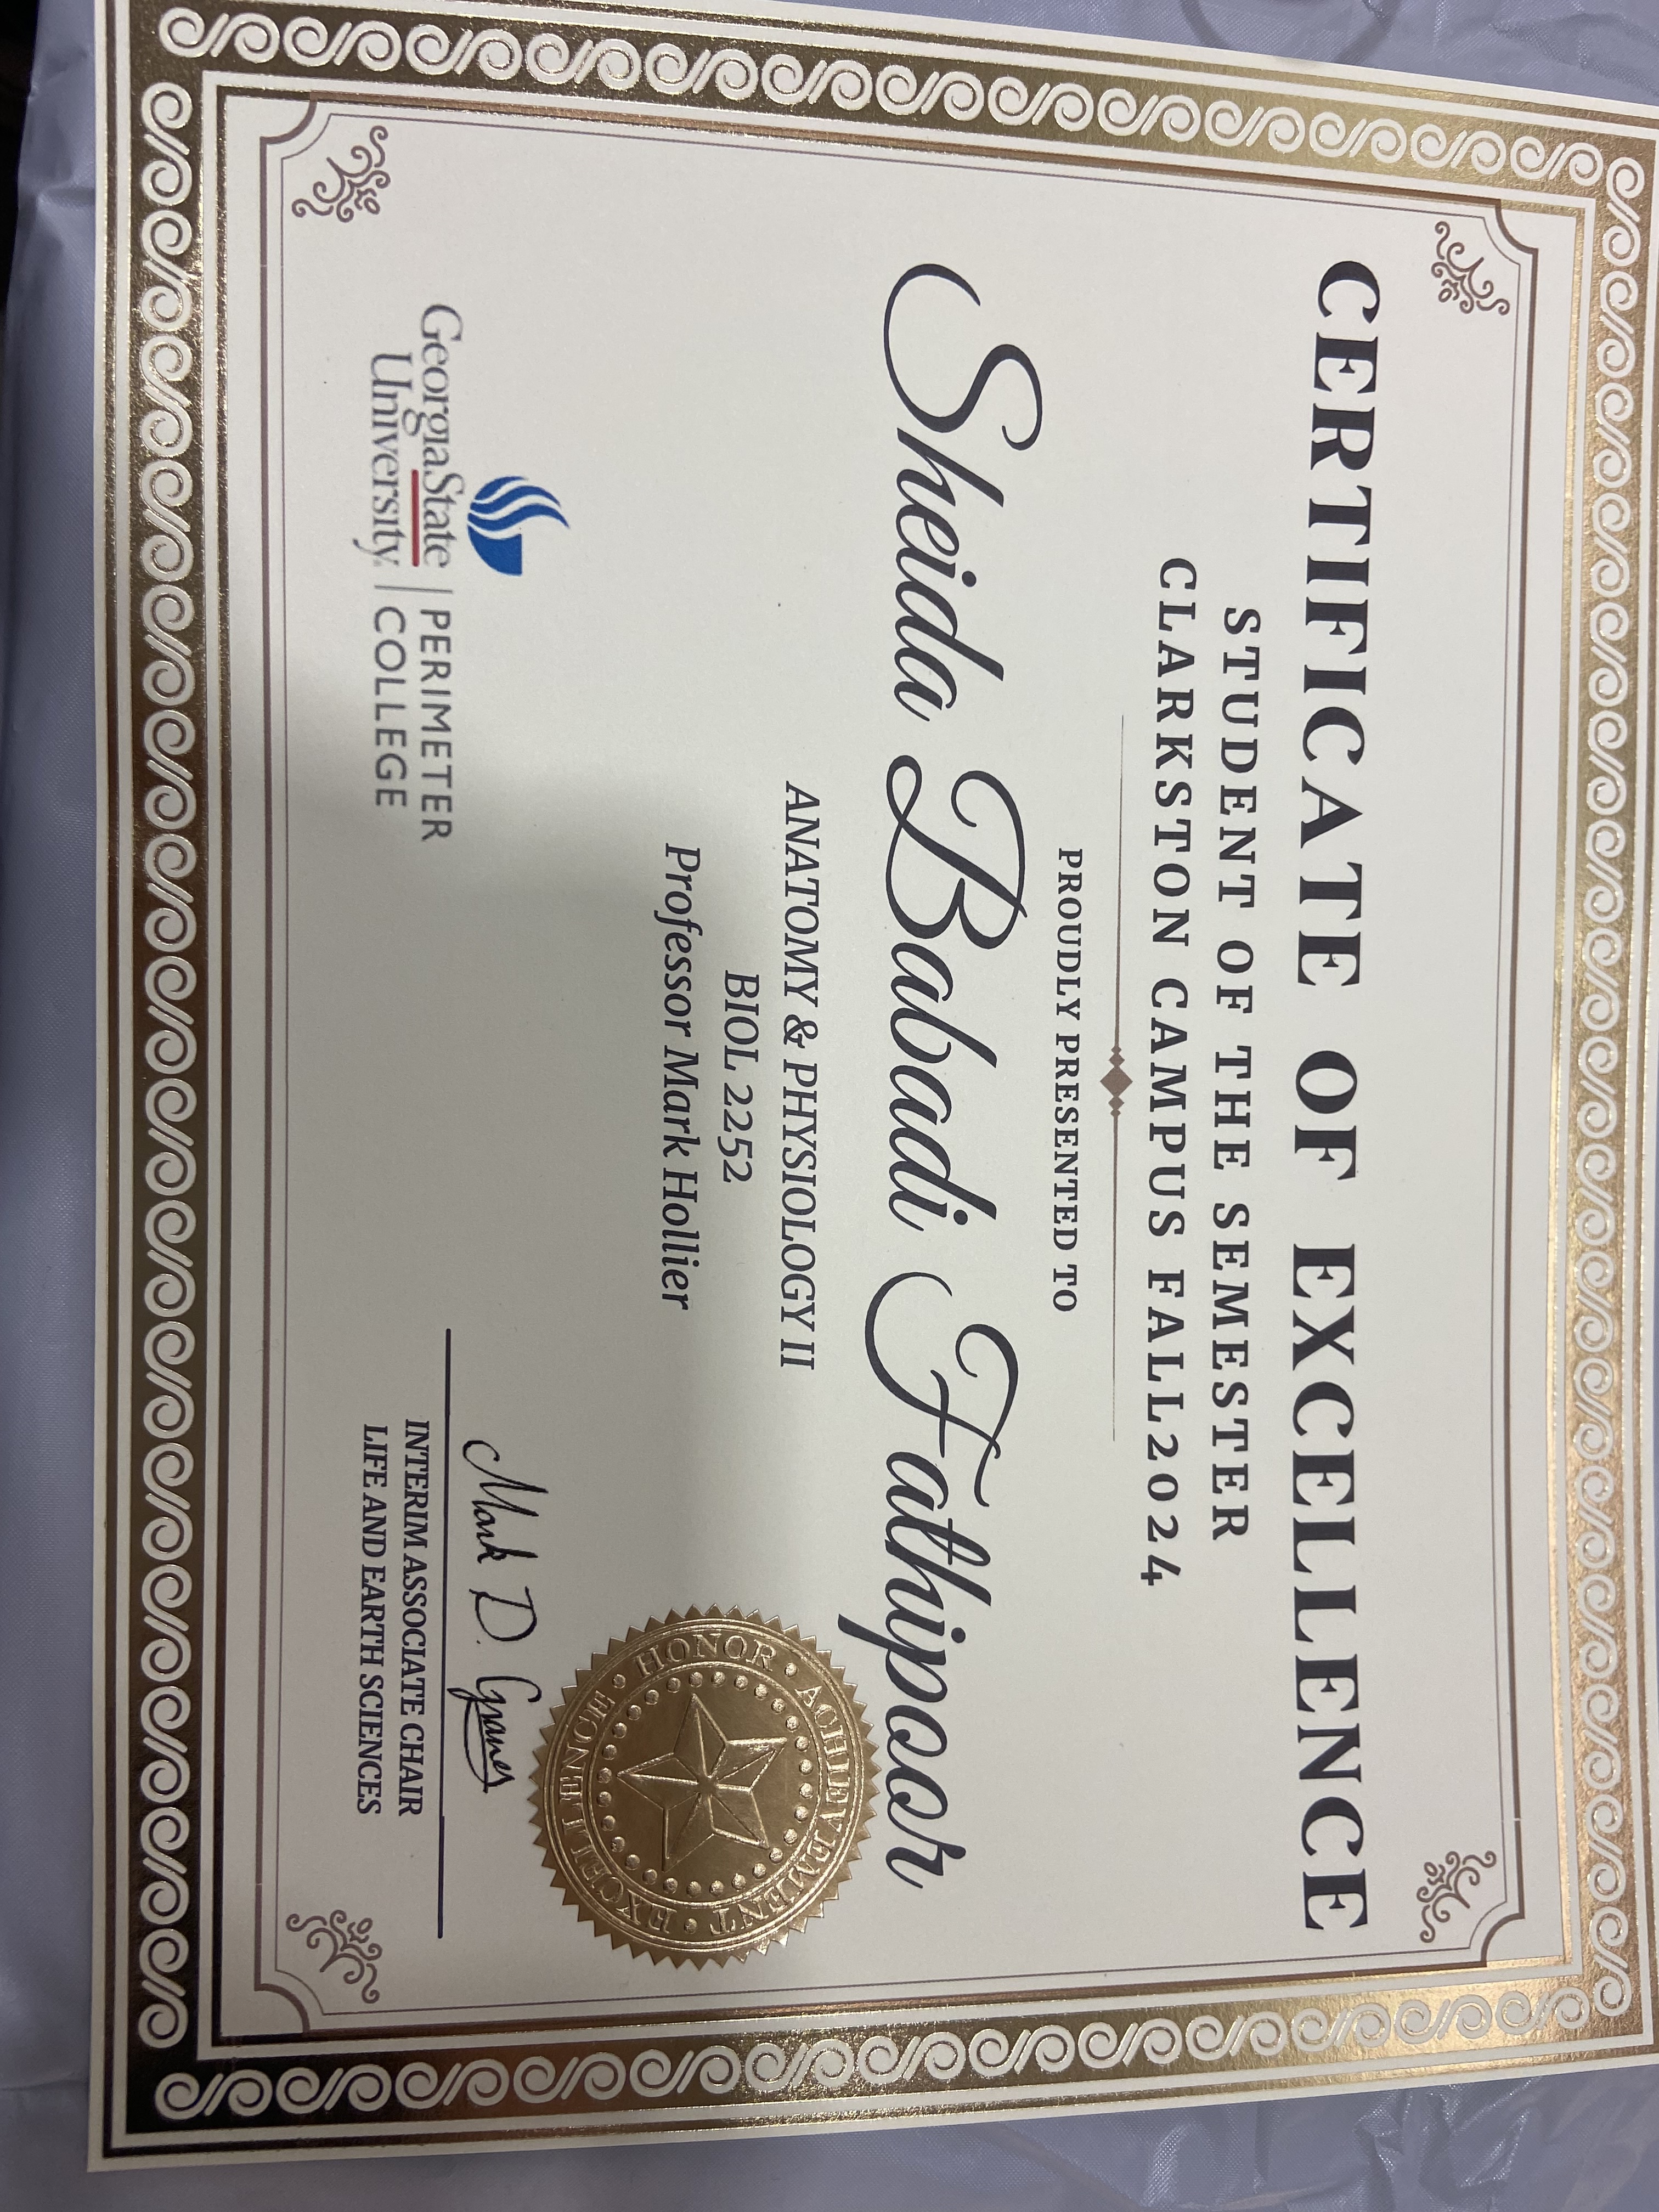 CERTIFICATE OF EXCELLENCE
STUDENT OF THE SEMESTER
CLARKSTON CAMPUS FALL2024
PROUDLY PRESENTED TO
Sheida Babadi Fathipoor
ANATOMY & PHYSIOLOGY II
BIOL 2252
Professor Mark Hollier
HONOR • ACHIEVEMENT • EXCELLENCE •
Mark D. Graves
GeorgiaState | PERIMETER
University | COLLEGE
INTERIM ASSOCIATE CHAIR
LIFE AND EARTH SCIENCES